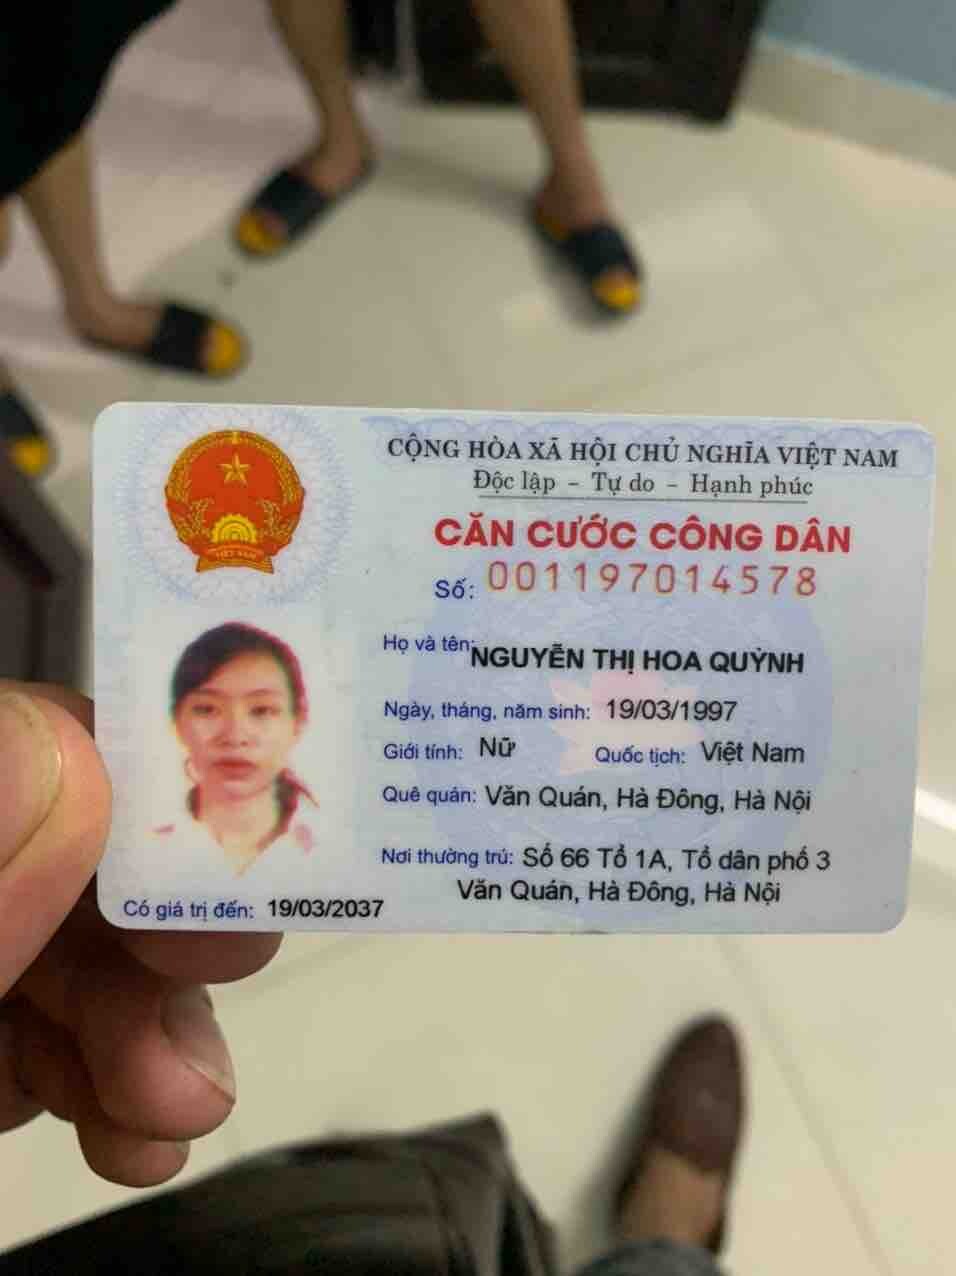 CỘNG HÒA XÃ HỘI CHỦ NGHĨA VIỆT NAM
Độc lập - Tự do - Hạnh phúc
CĂN CƯỚC CÔNG DÂN
Số: 001197014578
Họ và tên: NGUYỄN THỊ HOA QUỲNH
Ngày, tháng, năm sinh: 19/03/1997
Giới tính: Nữ Quốc tịch: Việt Nam
Quê quán: Văn Quán, Hà Đông, Hà Nội
Nơi thường trú: Số 66 Tổ 1A, Tổ dân phố 3
Văn Quán, Hà Đông, Hà Nội
Có giá trị đến: 19/03/2037
VIỆT NAM